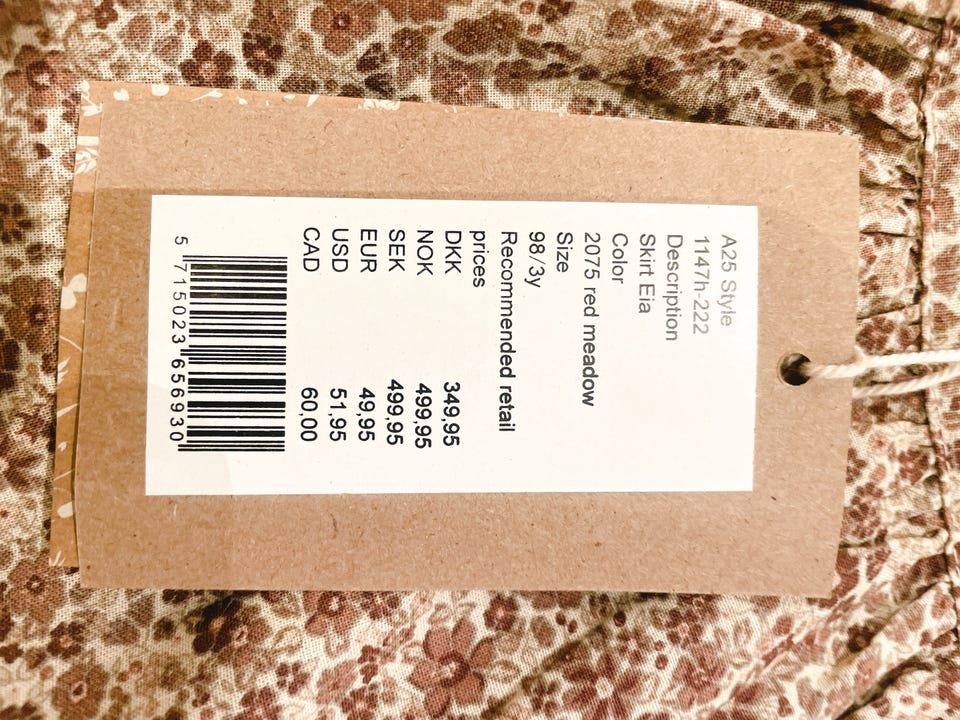 A25 Style
1147h-222
Description
Skirt Eia
Color
2075 red meadow
Size
98/3y
Recommended retail
prices
DKK 349,95
NOK 499,95
SEK 499,95
EUR 49,95
USD 51,95
CAD 60,00
5 715023 656930